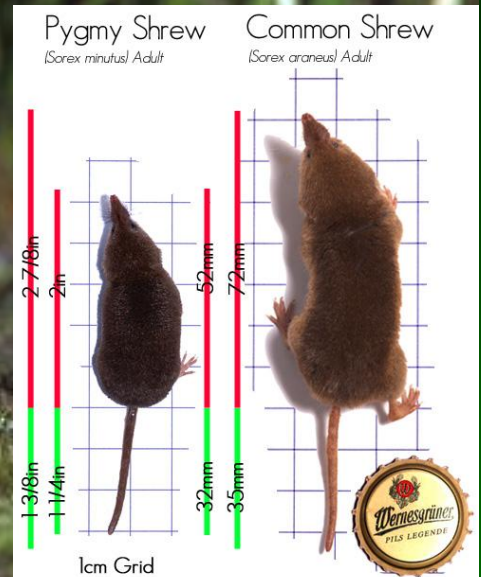 Pygmy Shrew
(Sorex minutus) Adult
Common Shrew
(Sorex araneus) Adult
2 7/8in
2in
52mm
72mm
1 3/8in
1 1/4in
32mm
35mm
1cm Grid
Wernesgrüner
PILS LEGENDE